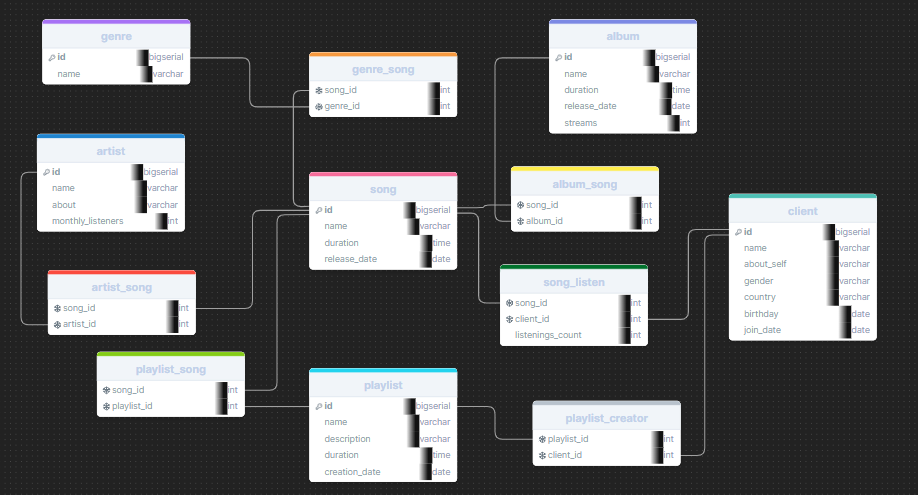 genre
id bigserial
name varchar
genre_song
song_id int
genre_id int
album
id bigserial
name varchar
duration time
release_date date
streams int
artist
id bigserial
name varchar
about varchar
monthly_listeners int
song
id bigserial
name varchar
duration time
release_date date
album_song
song_id int
album_id int
client
id bigserial
name varchar
about_self varchar
gender varchar
country varchar
birthday date
join_date date
artist_song
song_id int
artist_id int
song_listen
song_id int
client_id int
listenings_count int
playlist_song
song_id int
playlist_id int
playlist
id bigserial
name varchar
description varchar
duration time
creation_date date
playlist_creator
playlist_id int
client_id int